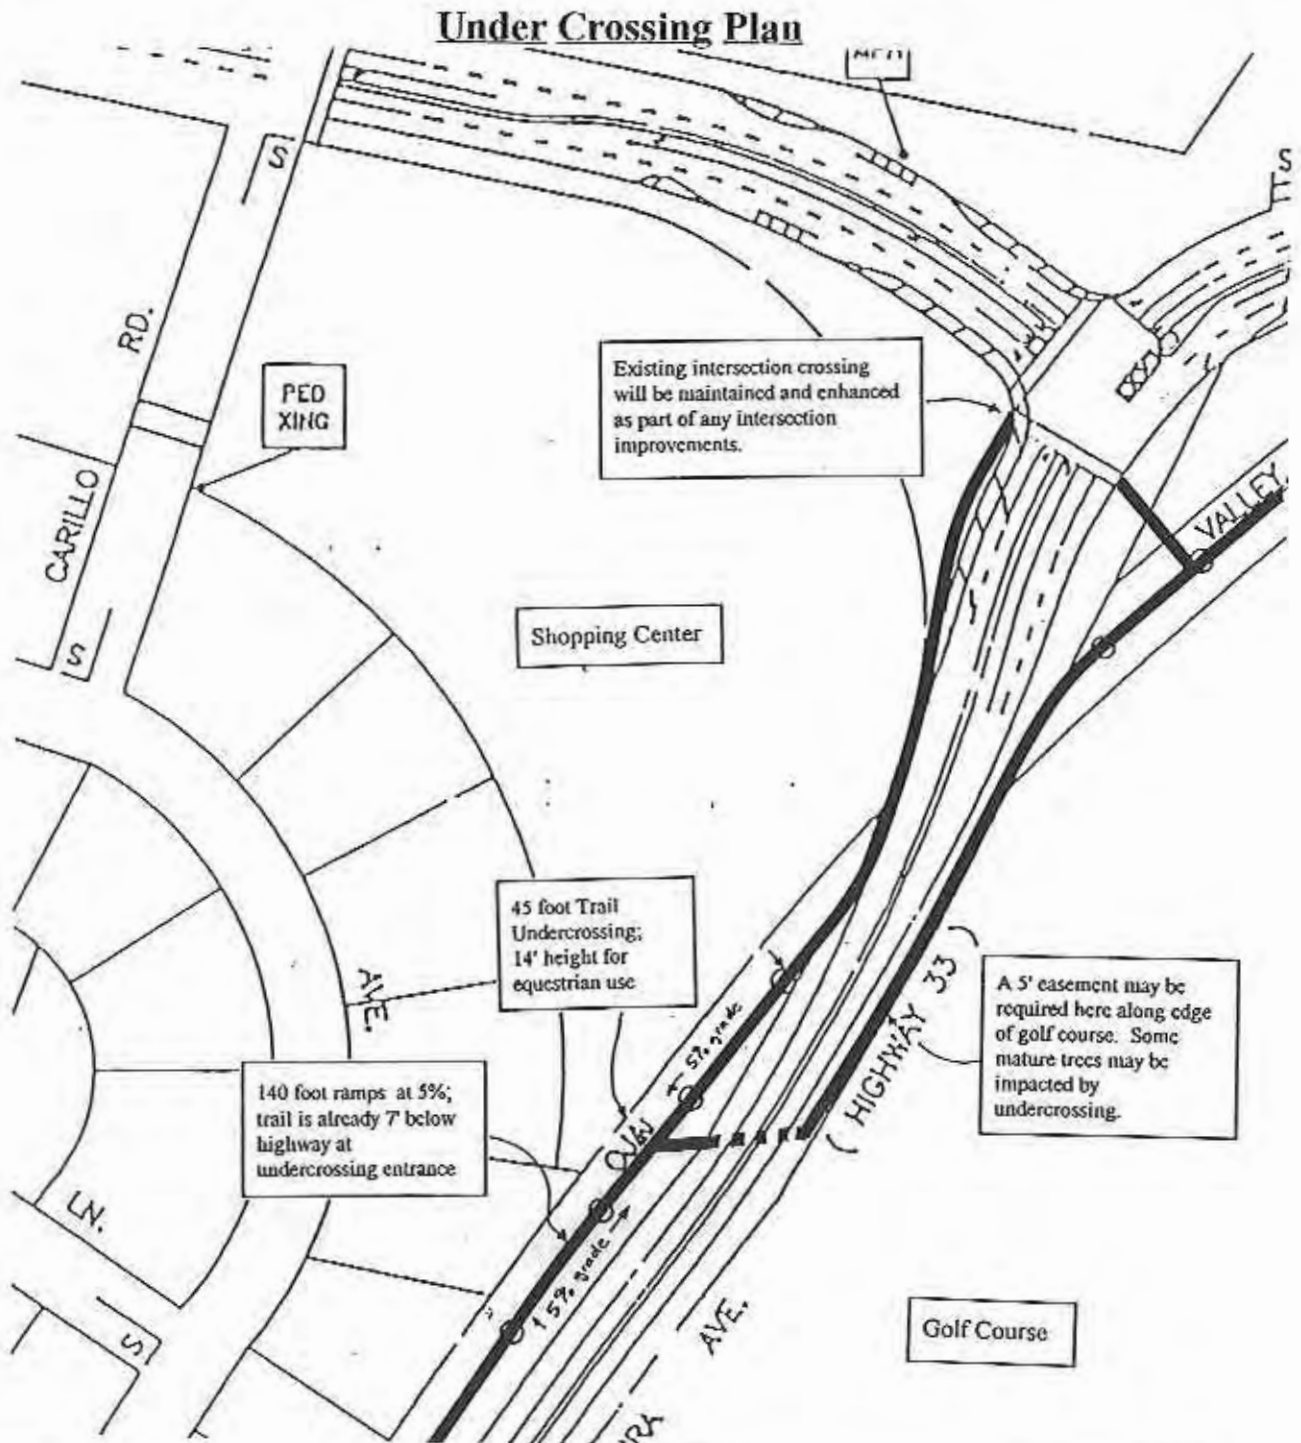 Under Crossing Plan
S
S
RD.
PED
XING
Existing intersection crossing
will be maintained and enhanced
as part of any intersection
improvements.
CARILLO
VALLEY
S
Shopping Center
45 foot Trail
Undercrossing;
14' height for
equestrian use
AVE.
5% grade
HIGHWAY 33
A 5' easement may be
required here along edge
of golf course. Some
mature trees may be
impacted by
undercrossing.
140 foot ramps at 5%;
trail is already 7' below
highway at
undercrossing entrance
OJAI
LN.
5% grade
S
AVE.
Golf Course